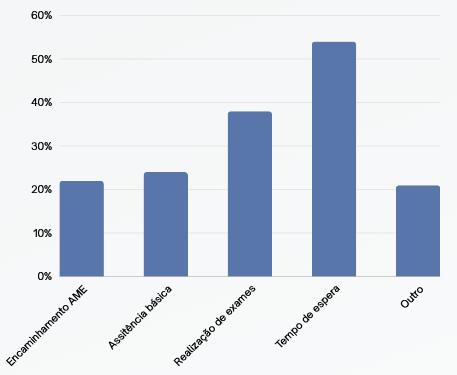 60%
50%
40%
30%
20%
10%
0%
Encaminhamento AME
Assitência básica
Realização de exames
Tempo de espera
Outro